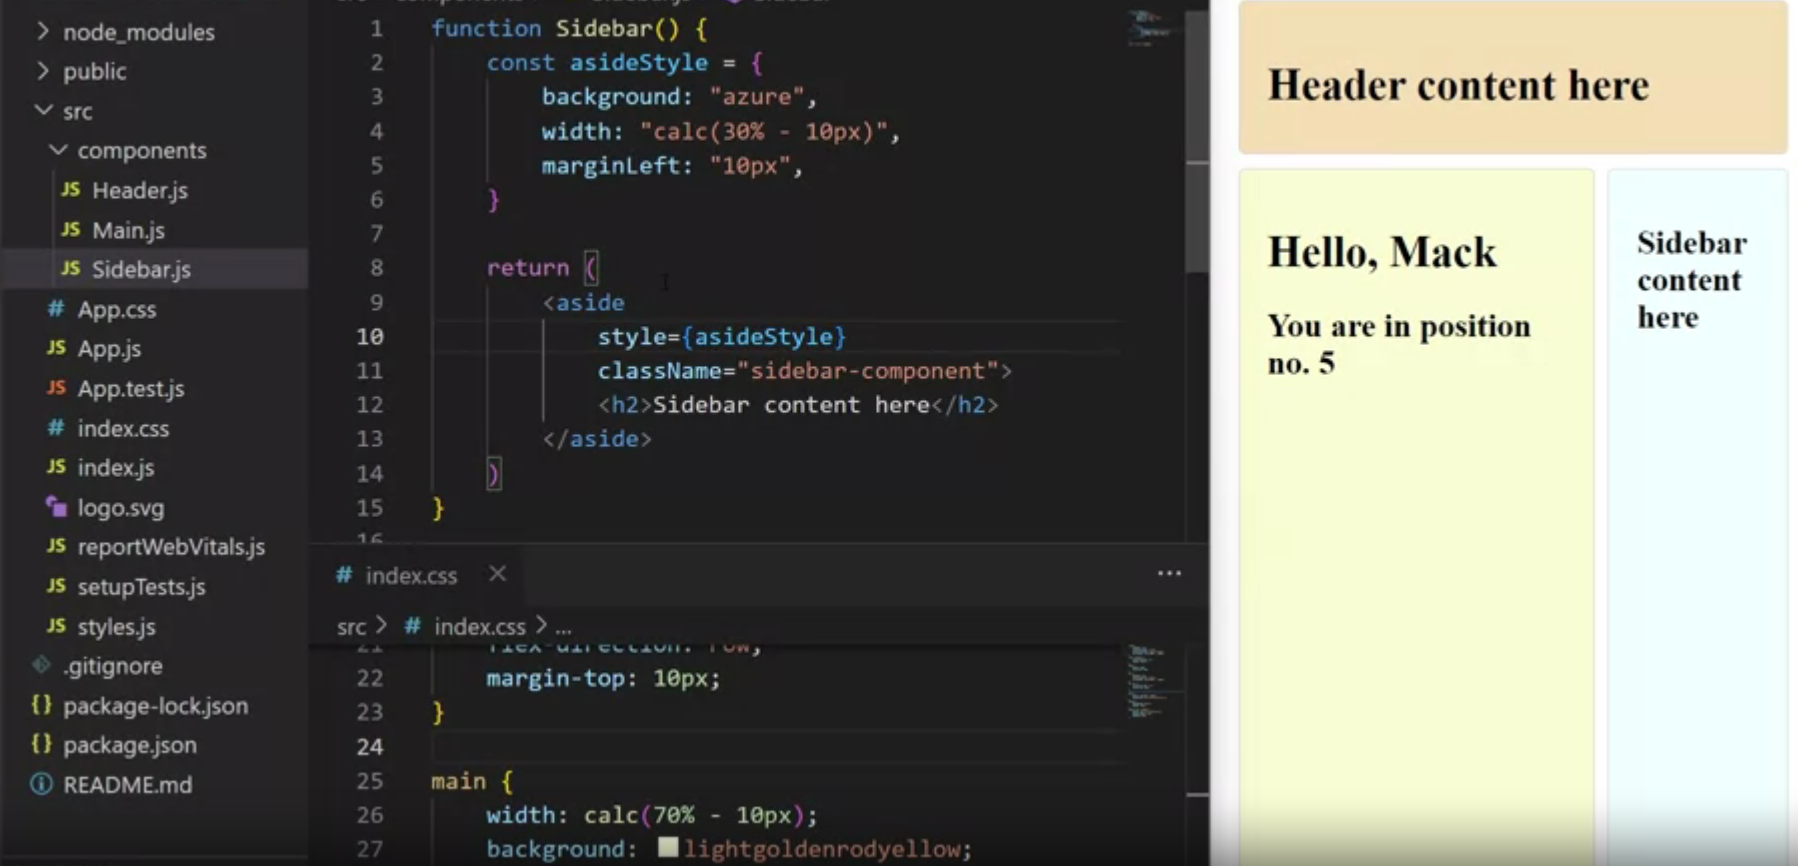 node_modules
public
src
components
JS Header.js
JS Main.js
JS Sidebar.js
# App.css
JS App.js
JS App.test.js
# index.css
JS index.js
logo.svg
JS reportWebVitals.js
JS setupTests.js
JS styles.js
.gitignore
{} package-lock.json
{} package.json
README.md
1 function Sidebar() {
2 const asideStyle = {
3 background: "azure",
4 width: "calc(30% - 10px)",
5 marginLeft: "10px",
6 }
7
8 return (
9 <aside
10 style={asideStyle}
11 className="sidebar-component">
12 <h2>Sidebar content here</h2>
13 </aside>
14 )
15 }
16
# index.css ×
...
src > # index.css > ...
21 flex-direction: row;
22 margin-top: 10px;
23 }
24
25 main {
26 width: calc(70% - 10px);
27 background: lightgoldenrodyellow;
Header content here
Hello, Mack
You are in position
no. 5
Sidebar
content
here